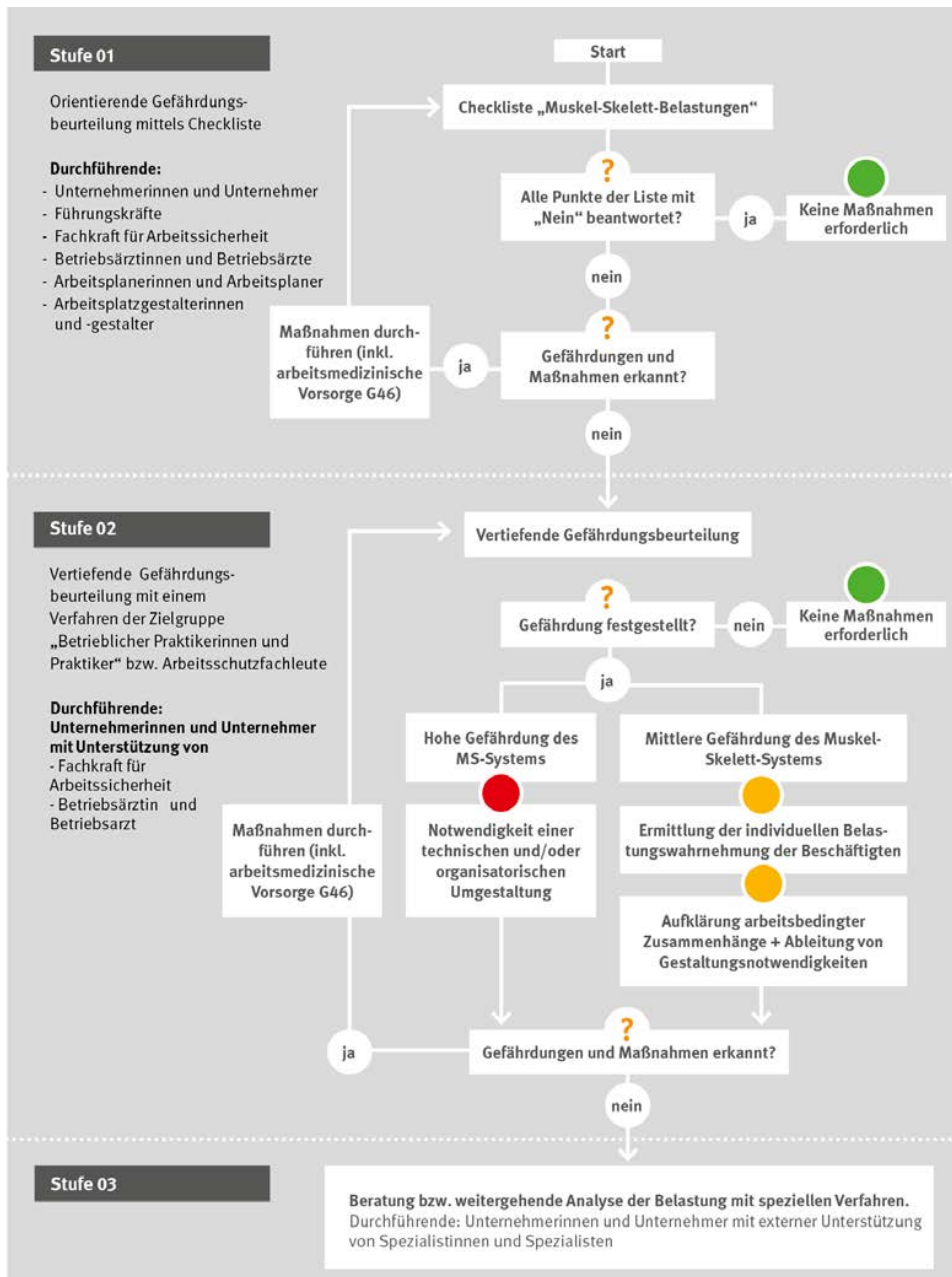 Stufe 01
Orientierende Gefährdungs-
beurteilung mittels Checkliste
Durchführende:
- Unternehmerinnen und Unternehmer
- Führungskräfte
- Fachkraft für Arbeitssicherheit
- Betriebsärztinnen und Betriebsärzte
- Arbeitsplanerinnen und Arbeitsplaner
- Arbeitsplatzgestalterinnen
und -gestalter
Start
Checkliste „Muskel-Skelett-Belastungen“
?
Alle Punkte der Liste mit
„Nein“ beantwortet?
ja
Keine Maßnahmen
erforderlich
nein
?
Gefährdungen und
Maßnahmen erkannt?
ja
Maßnahmen durch-
führen (inkl.
arbeitsmedizinische
Vorsorge G46)
nein
Stufe 02
Vertiefende Gefährdungs-
beurteilung mit einem
Verfahren der Zielgruppe
„Betrieblicher Praktikerinnen und
Praktiker“ bzw. Arbeitsschutzfachleute
Durchführende:
Unternehmerinnen und Unternehmer
mit Unterstützung von
- Fachkraft für
Arbeitssicherheit
- Betriebsärztin und
Betriebsarzt
Vertiefende Gefährdungsbeurteilung
?
Gefährdung festgestellt?
nein
Keine Maßnahmen
erforderlich
ja
Hohe Gefährdung des
MS-Systems
Notwendigkeit einer
technischen und/oder
organisatorischen
Umgestaltung
Mittlere Gefährdung des Muskel-
Skelett-Systems
Ermittlung der individuellen Belas-
tungswahrnehmung der Beschäftigten
Aufklärung arbeitsbedingter
Zusammenhänge + Ableitung von
Gestaltungsnotwendigkeiten
Maßnahmen durch-
führen (inkl.
arbeitsmedizinische
Vorsorge G46)
?
Gefährdungen und Maßnahmen erkannt?
ja
nein
Stufe 03
Beratung bzw. weitergehende Analyse der Belastung mit speziellen Verfahren.
Durchführende: Unternehmerinnen und Unternehmer mit externer Unterstützung
von Spezialistinnen und Spezialisten